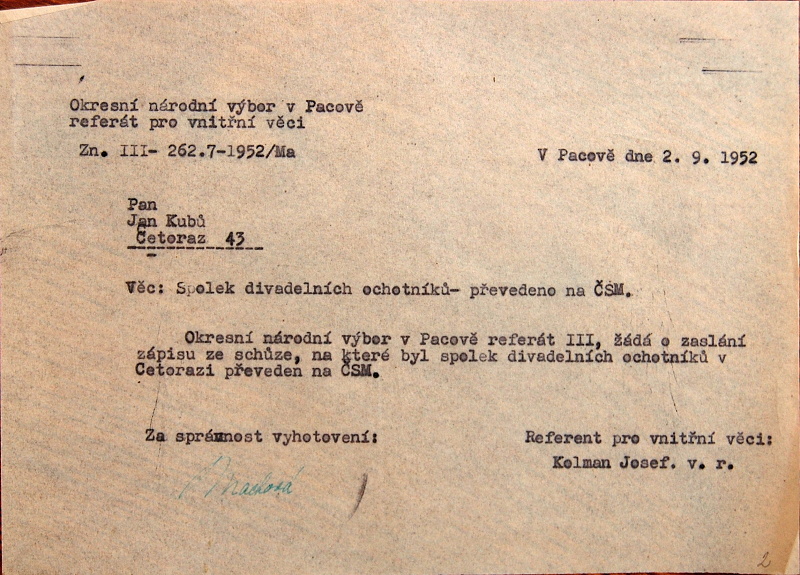 Okresní národní výbor v Pacově
referát pro vnitřní věci
Zn. III- 262.7-1952/Ma
V Pacově dne 2. 9. 1952
Pan
Jan Kubů
Cetoraz 43
Věc: Spolek divadelních ochotníků- převedeno na ČSM.
Okresní národní výbor v Pacově referát III, žádá o zaslání
zápisu ze schůze, na které byl spolek divadelních ochotníků v
Cetorazi převeden na ČSM.
Za správnost vyhotovení:
Referent pro vnitřní věci:
Kolman Josef. v. r.
2